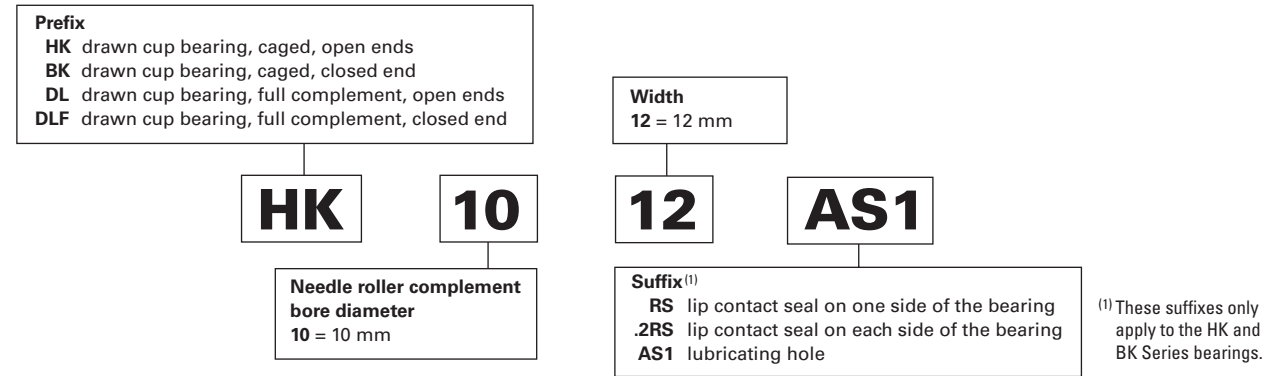 Prefix
HK drawn cup bearing, caged, open ends
BK drawn cup bearing, caged, closed end
DL drawn cup bearing, full complement, open ends
DLF drawn cup bearing, full complement, closed end
Width
12 = 12 mm
HK 10 12 AS1
Needle roller complement
bore diameter
10 = 10 mm
Suffix(1)
RS lip contact seal on one side of the bearing
.2RS lip contact seal on each side of the bearing
AS1 lubricating hole
(1) These suffixes only
apply to the HK and
BK Series bearings.